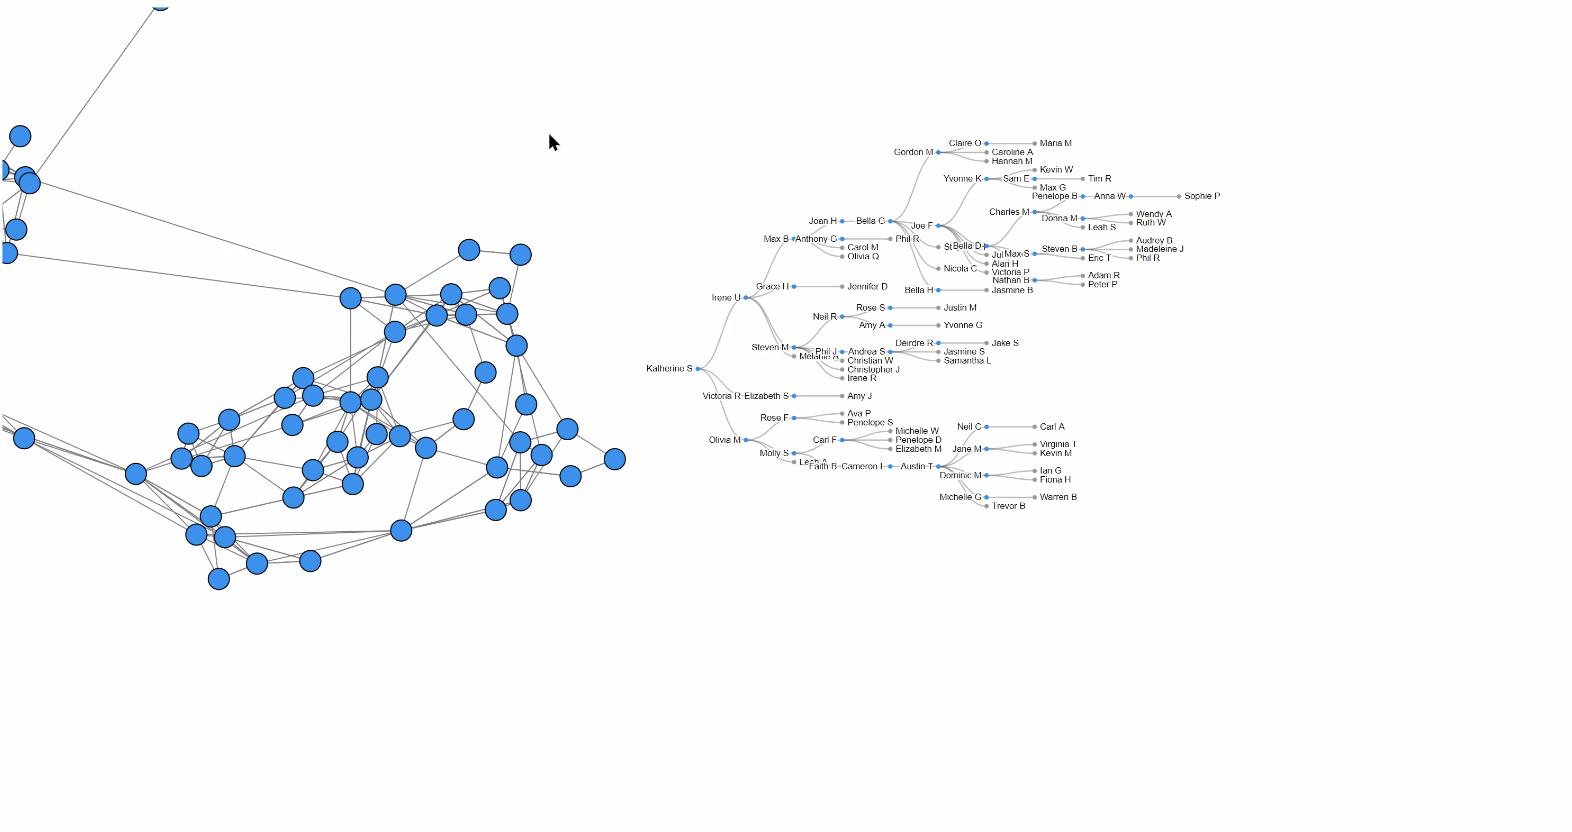 Claire O
Maria M
Gordon M
Caroline A
Hannah M
Kevin W
Yvonne K
Sam E
Tim R
Max G
Penelope B
Anna W
Sophie P
Charles M
Wendy A
Joan H
Bella G
Donna M
Ruth W
Joe F
Leah S
Max B
Anthony G
Phil R
Bella D
Audrey B
Carol M
Steven B
Madeleine J
Olivia Q
Max S
Eric T
Phil R
Alan H
Nicola C
Victoria P
Nathan B
Adam R
Grace H
Jennifer D
Peter P
Bella H
Jasmine B
Irene U
Rose S
Justin M
Neil R
Amy A
Yvonne G
Deirdre R
Jake S
Steven M
Phil J
Andrea S
Jasmine S
Christian W
Samantha L
Katherine S
Christopher J
Irene R
Victoria R
Elizabeth S
Amy J
Ava P
Rose F
Penelope S
Neil C
Carl A
Michelle W
Olivia M
Carl F
Penelope D
Virginia T
Elizabeth M
Jane M
Kevin M
Molly S
Leah A
Faith B
Cameron L
Austin T
Ian G
Dominic M
Fiona H
Michelle G
Warren B
Trevor B